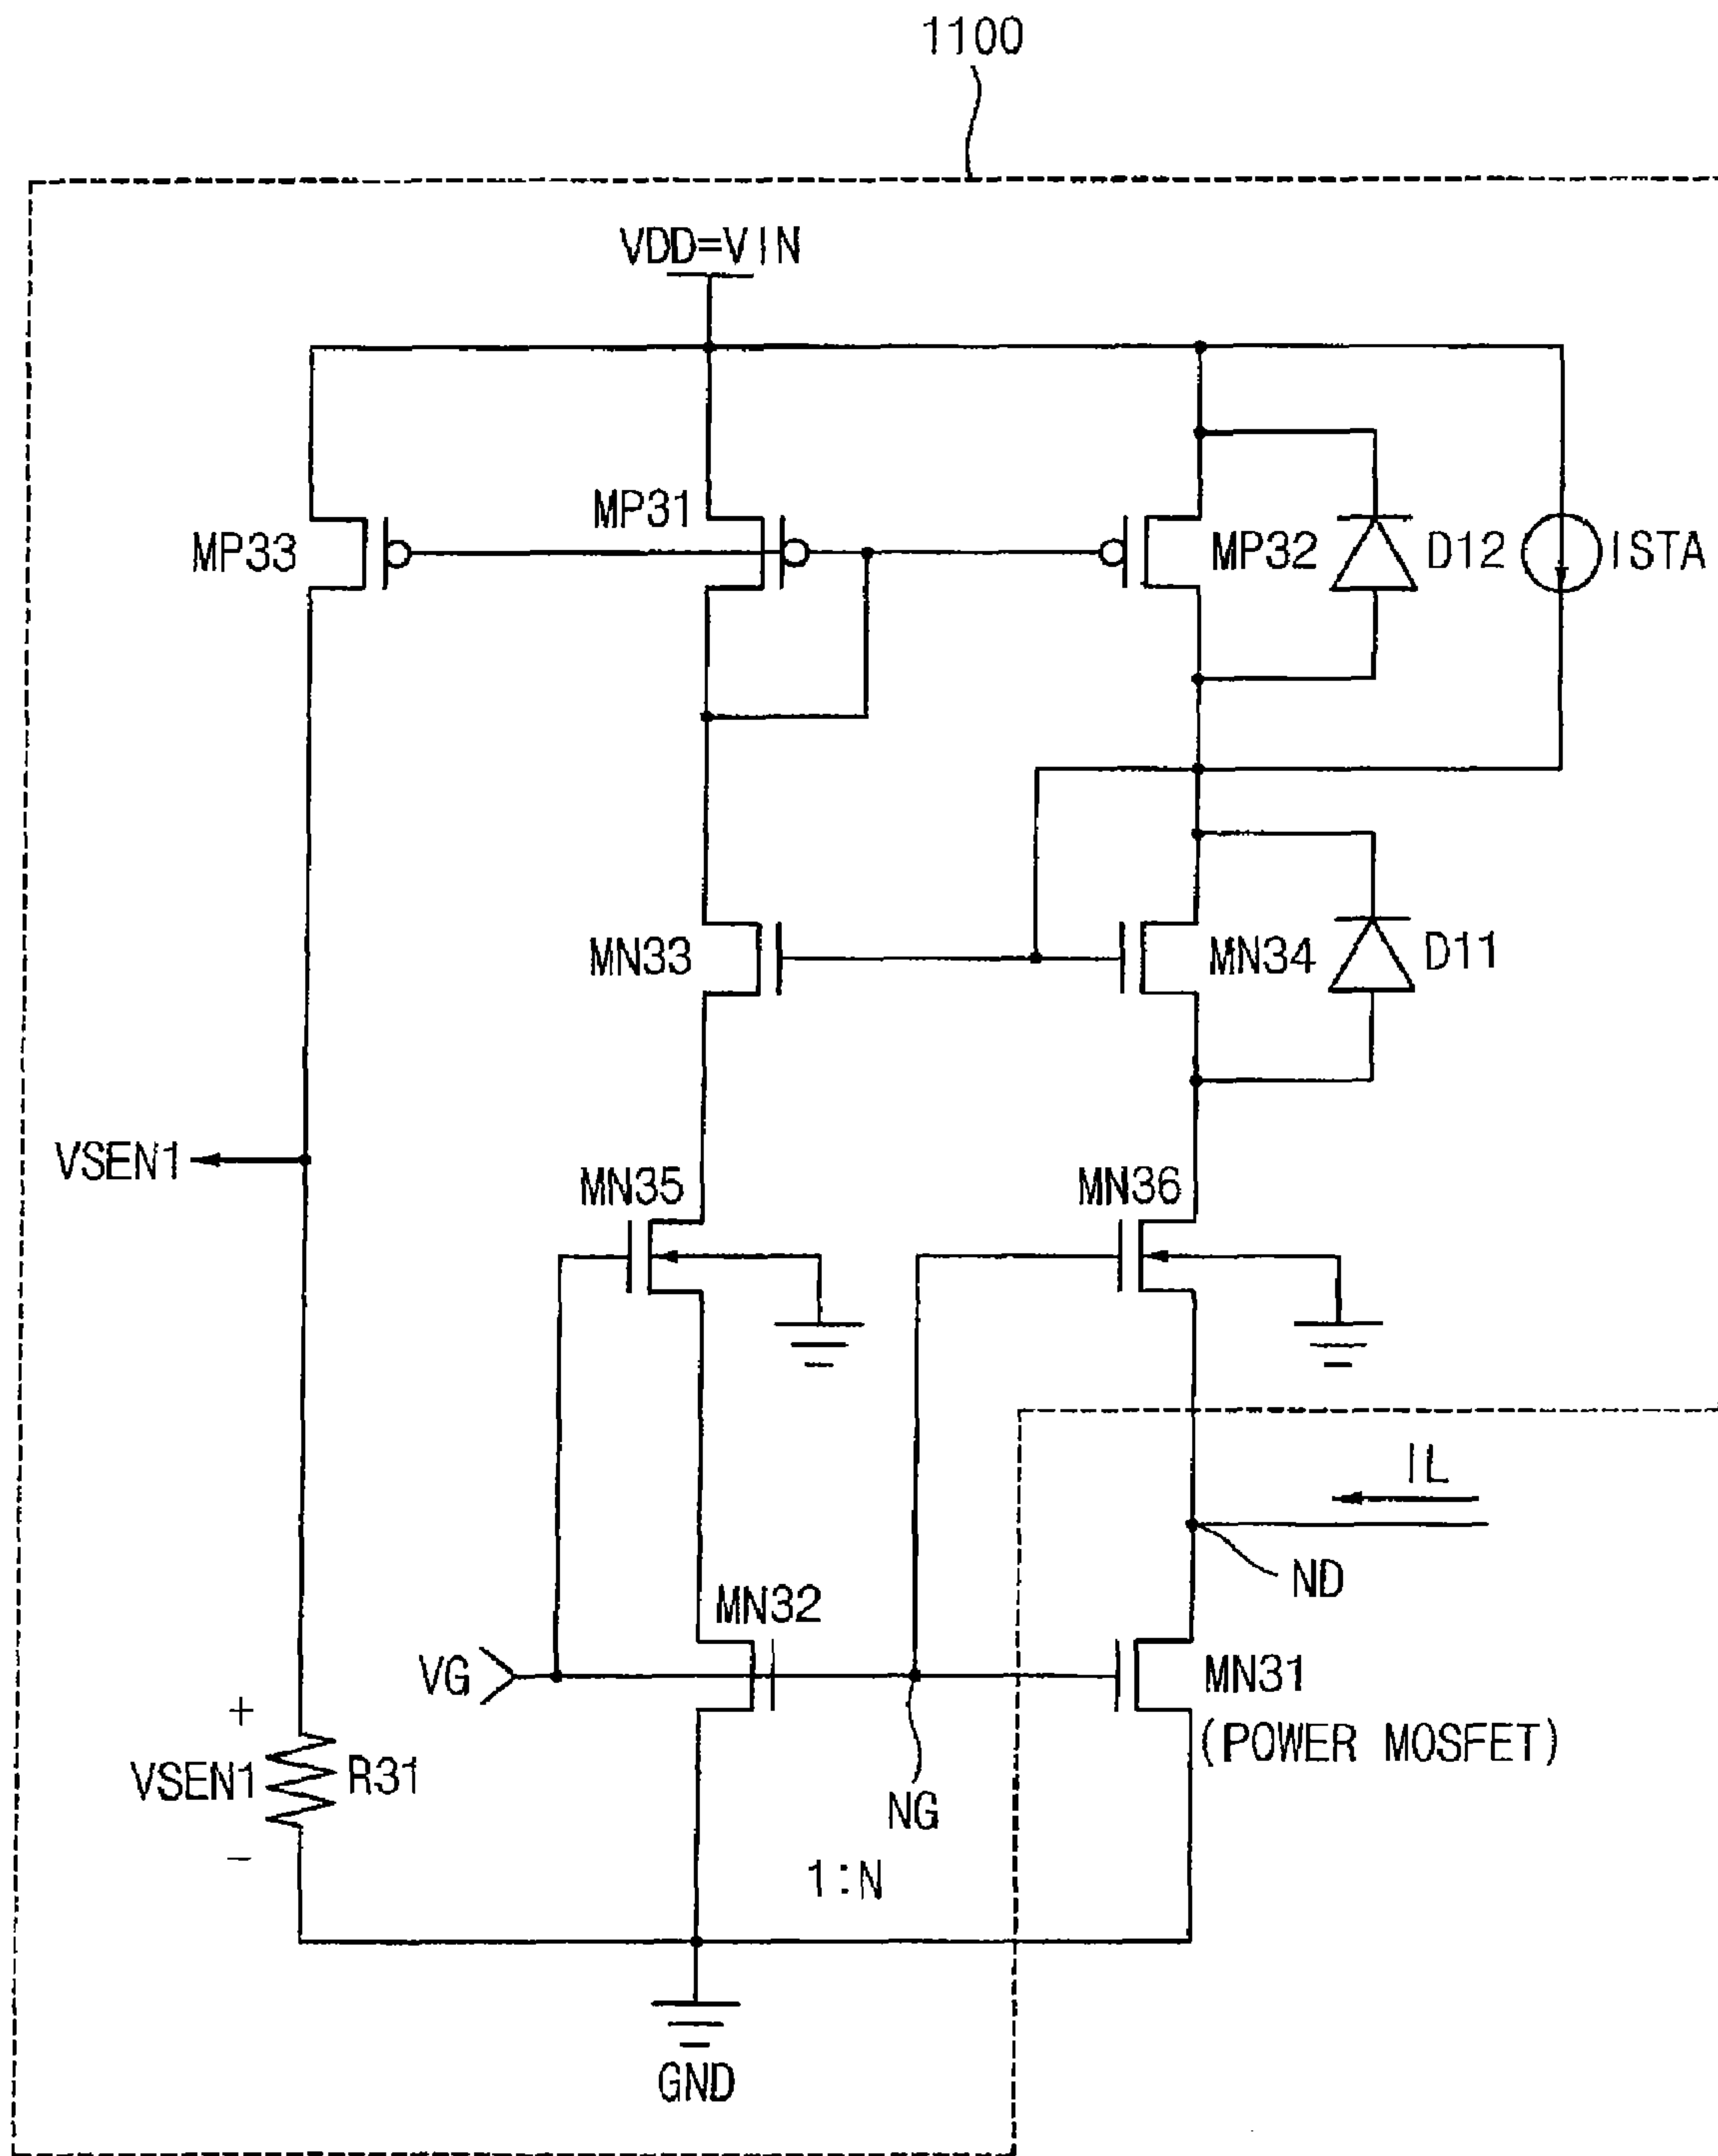 1100
VDD=VIN
MP33
MP31
MP32
D12
ISTA
MN33
MN34
D11
VSEN1
MN35
MN36
IL
ND
MN32
VG
MN31
(POWER MOSFET)
+
VSEN1
R31
−
NG
1:N
GND